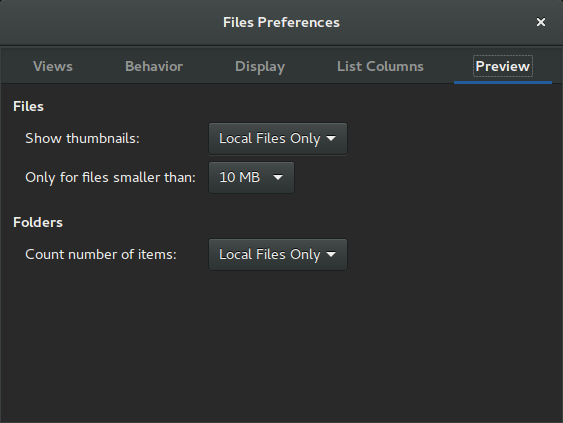 Files Preferences
Views Behavior Display List Columns Preview
Files
Show thumbnails: Local Files Only
Only for files smaller than: 10 MB
Folders
Count number of items: Local Files Only